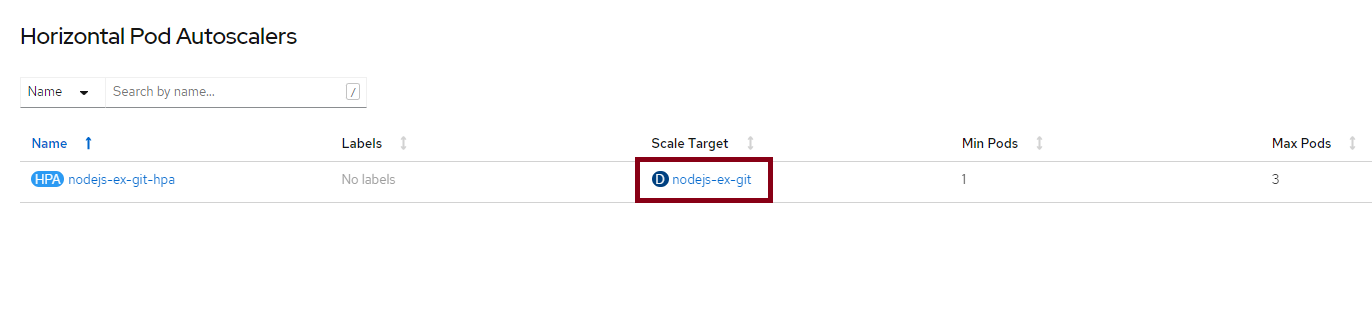 Horizontal Pod Autoscalers
Name Search by name... /
Name Labels Scale Target Min Pods Max Pods
HPA nodejs-ex-git-hpa No labels D nodejs-ex-git 1 3